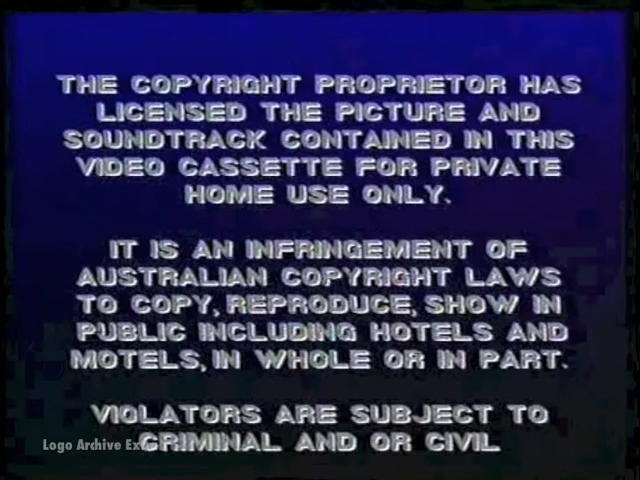 THE COPYRIGHT PROPRIETOR HAS
LICENSED THE PICTURE AND
SOUNDTRACK CONTAINED IN THIS
VIDEO CASSETTE FOR PRIVATE
HOME USE ONLY.
IT IS AN INFRINGEMENT OF
AUSTRALIAN COPYRIGHT LAWS
TO COPY, REPRODUCE, SHOW IN
PUBLIC INCLUDING HOTELS AND
MOTELS, IN WHOLE OR IN PART.
VIOLATORS ARE SUBJECT TO
CRIMINAL AND OR CIVIL
Logo Archive